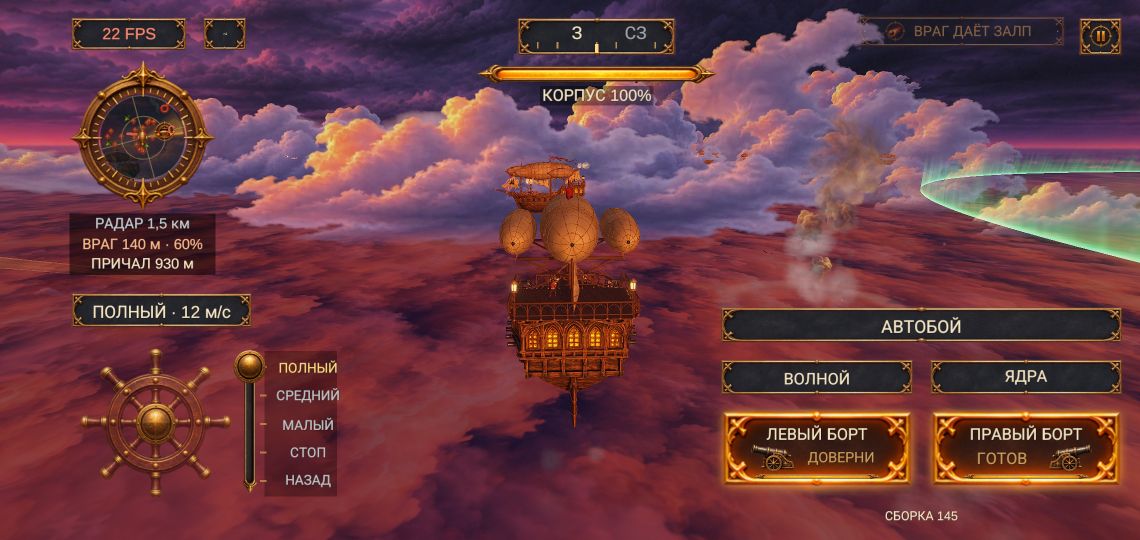 22 FPS
З СЗ
ВРАГ ДАЁТ ЗАЛП
КОРПУС 100%
РАДАР 1,5 км
ВРАГ 140 м · 60%
ПРИЧАЛ 930 м
ПОЛНЫЙ · 12 м/с
ПОЛНЫЙ
СРЕДНИЙ
МАЛЫЙ
СТОП
НАЗАД
АВТОБОЙ
ВОЛНОЙ
ЯДРА
ЛЕВЫЙ БОРТ
ДОВЕРНИ
ПРАВЫЙ БОРТ
ГОТОВ
СБОРКА 145